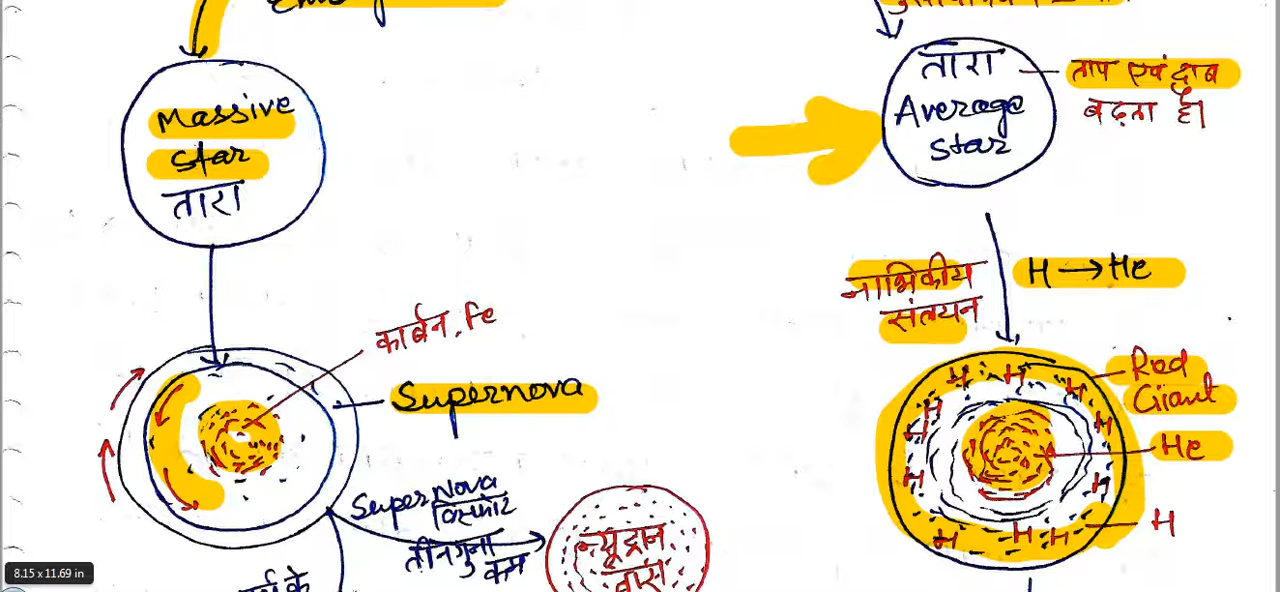 Massive
star
तारा
कार्बन, Fe
Supernova
SuperNova
विस्फोट
तीनगुना
कम
न्यूट्रान
तारा
Average
Star
ताप एवं दाब
बढ़ता है।
नाभिकीय
संलयन
H → He
Red
Giant
H H H H H H H H H H H
He
H
8.15 x 11.69 in